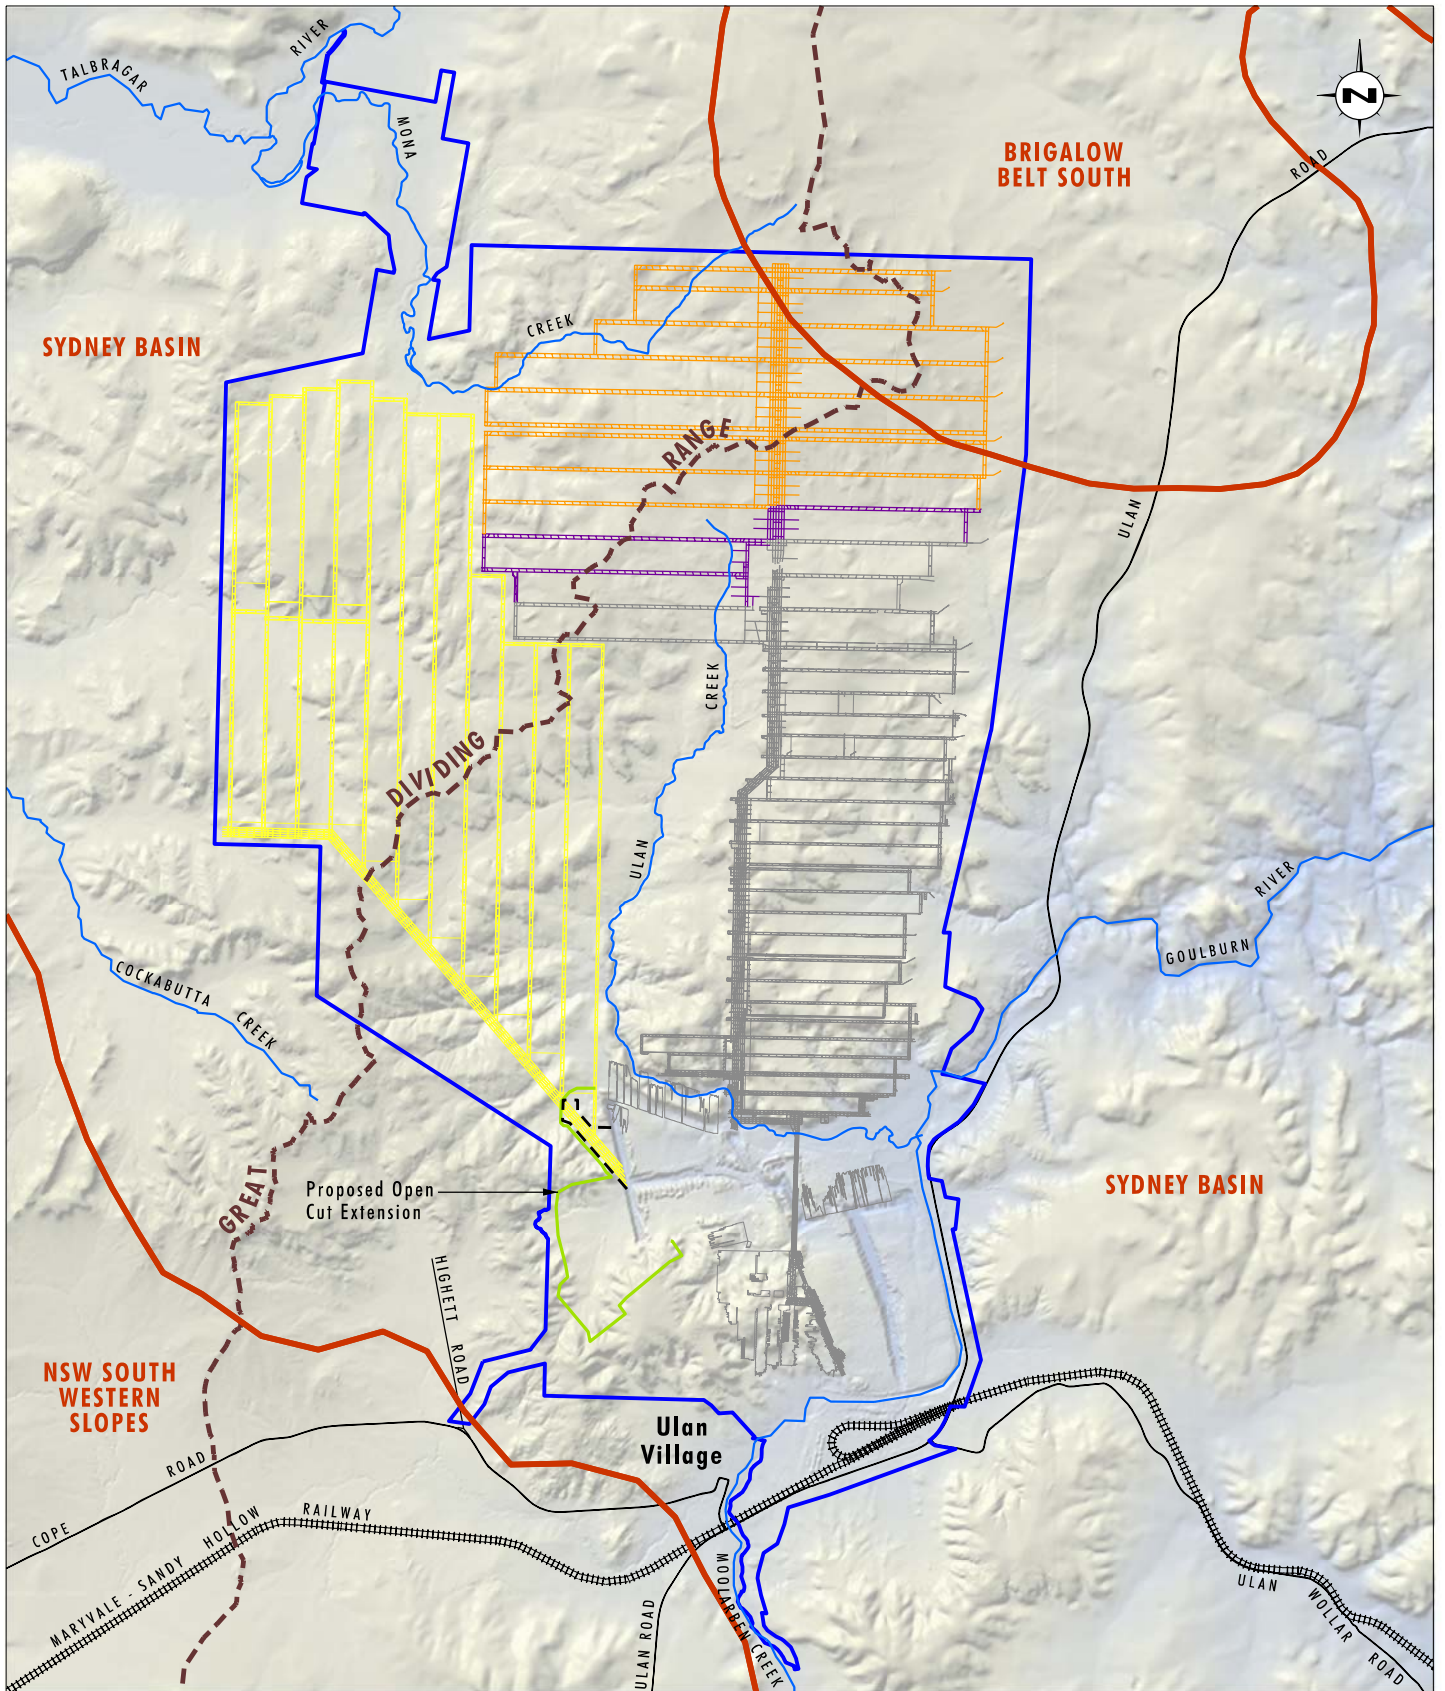 RIVER
TALBRAGAR
N
MONA
BRIGALOW
BELT SOUTH
ROAD
SYDNEY BASIN
CREEK
RANGE
ULAN
CREEK
DIVIDING
ULAN
RIVER
GOULBURN
COCKABUTTA
CREEK
GREAT
Proposed Open
Cut Extension
SYDNEY BASIN
HIGHETT
ROAD
NSW SOUTH
WESTERN
SLOPES
Ulan
Village
ROAD
COPE
RAILWAY
HOLLOW
MARYVALE - SANDY
MOOLARBEN CREEK
ULAN ROAD
ULAN
WOLLAR
ROAD